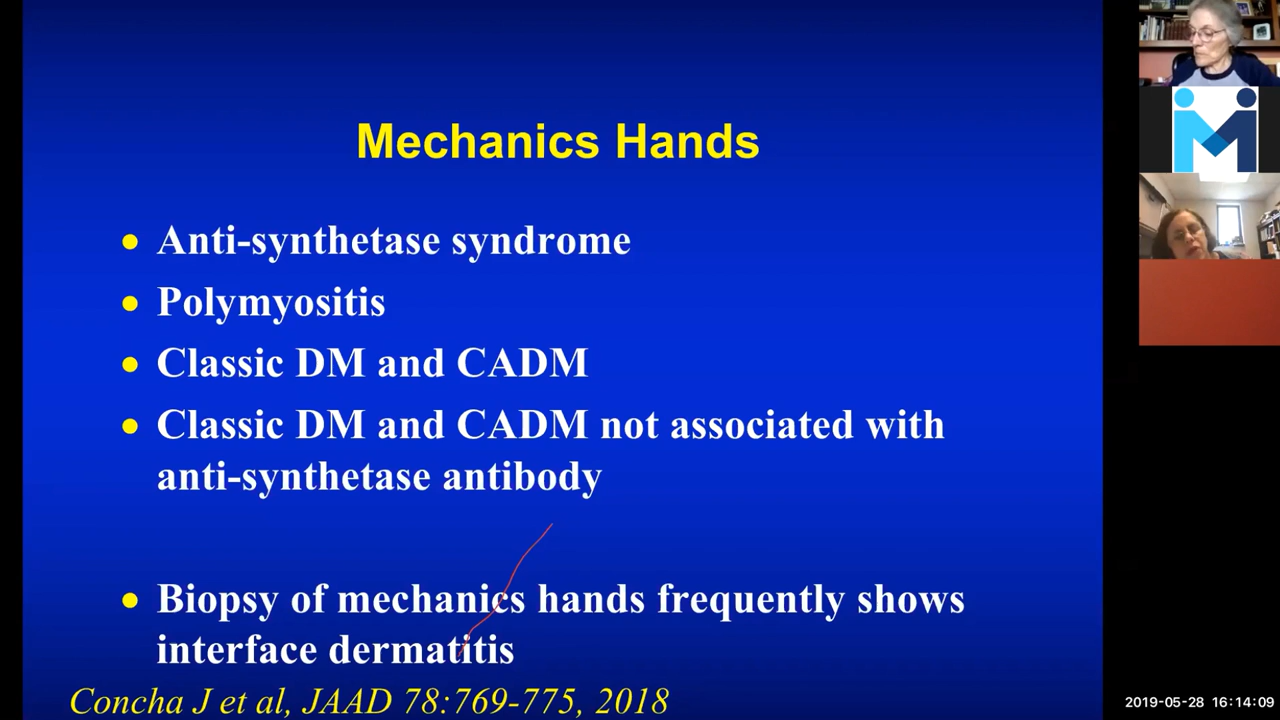 Mechanics Hands
Anti-synthetase syndrome
Polymyositis
Classic DM and CADM
Classic DM and CADM not associated with
anti-synthetase antibody
Biopsy of mechanics hands frequently shows
interface dermatitis
Concha J et al, JAAD 78:769-775, 2018
2019-05-28 16:14:09